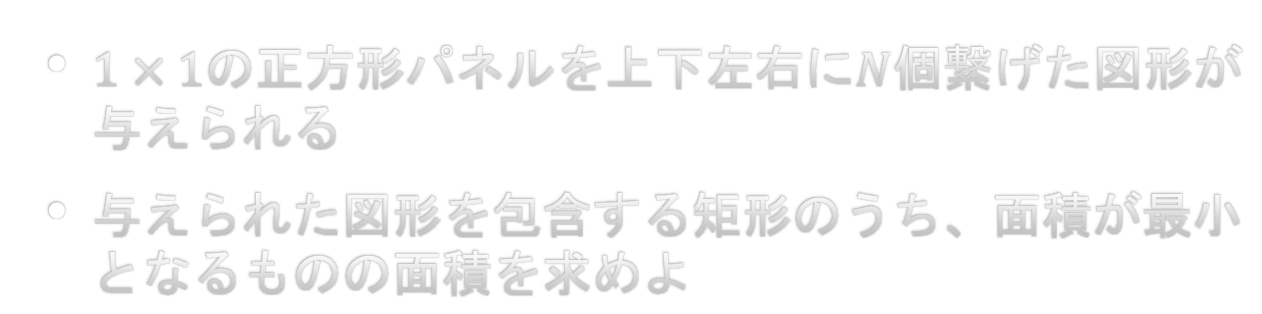 ○ 1 × 1の正方形パネルを上下左右にN個繋げた図形が
与えられる
○ 与えられた図形を包含する矩形のうち、面積が最小
となるものの面積を求めよ